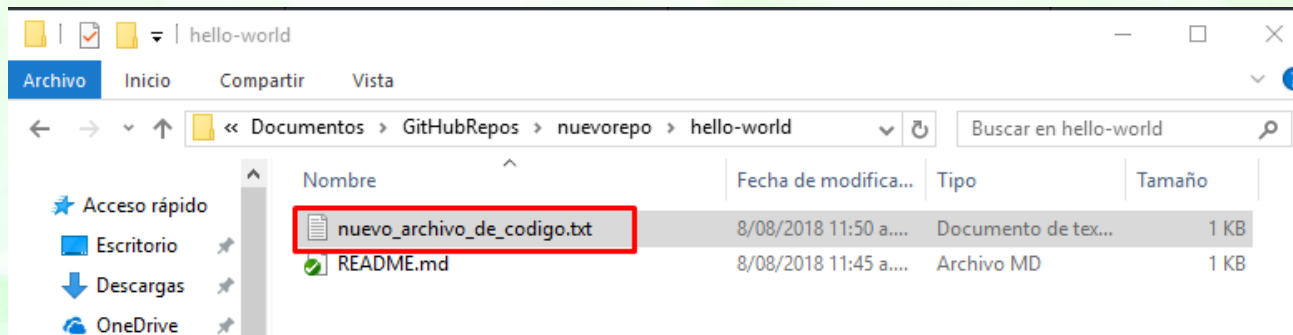 hello-world
Archivo Inicio Compartir Vista
« Documentos > GitHubRepos > nuevorepo > hello-world Buscar en hello-world
Nombre Fecha de modifica... Tipo Tamaño
Acceso rápido
nuevo_archivo_de_codigo.txt 8/08/2018 11:50 a.... Documento de tex... 1 KB
Escritorio
README.md 8/08/2018 11:45 a.... Archivo MD 1 KB
Descargas
OneDrive